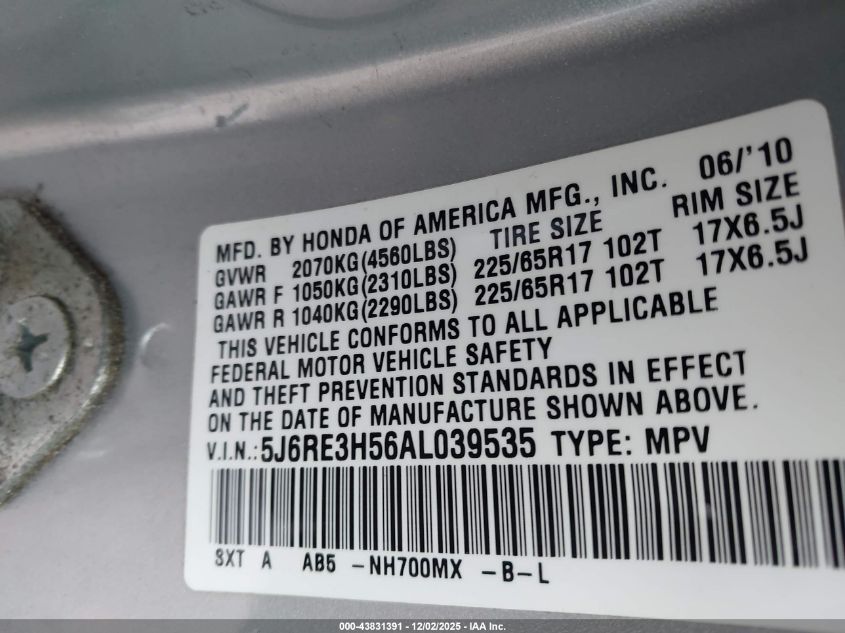 MFD. BY HONDA OF AMERICA MFG., INC. 06/'10
TIRE SIZE RIM SIZE
GVWR 2070KG(4560LBS)
GAWR F 1050KG(2310LBS) 225/65R17 102T 17X6.5J
GAWR R 1040KG(2290LBS) 225/65R17 102T 17X6.5J
THIS VEHICLE CONFORMS TO ALL APPLICABLE
FEDERAL MOTOR VEHICLE SAFETY
AND THEFT PREVENTION STANDARDS IN EFFECT
ON THE DATE OF MANUFACTURE SHOWN ABOVE.
V.I.N.:5J6RE3H56AL039535 TYPE: MPV
SXT A AB5 -NH700MX -B-L
000-43831391 - 12/02/2025 - IAA Inc.